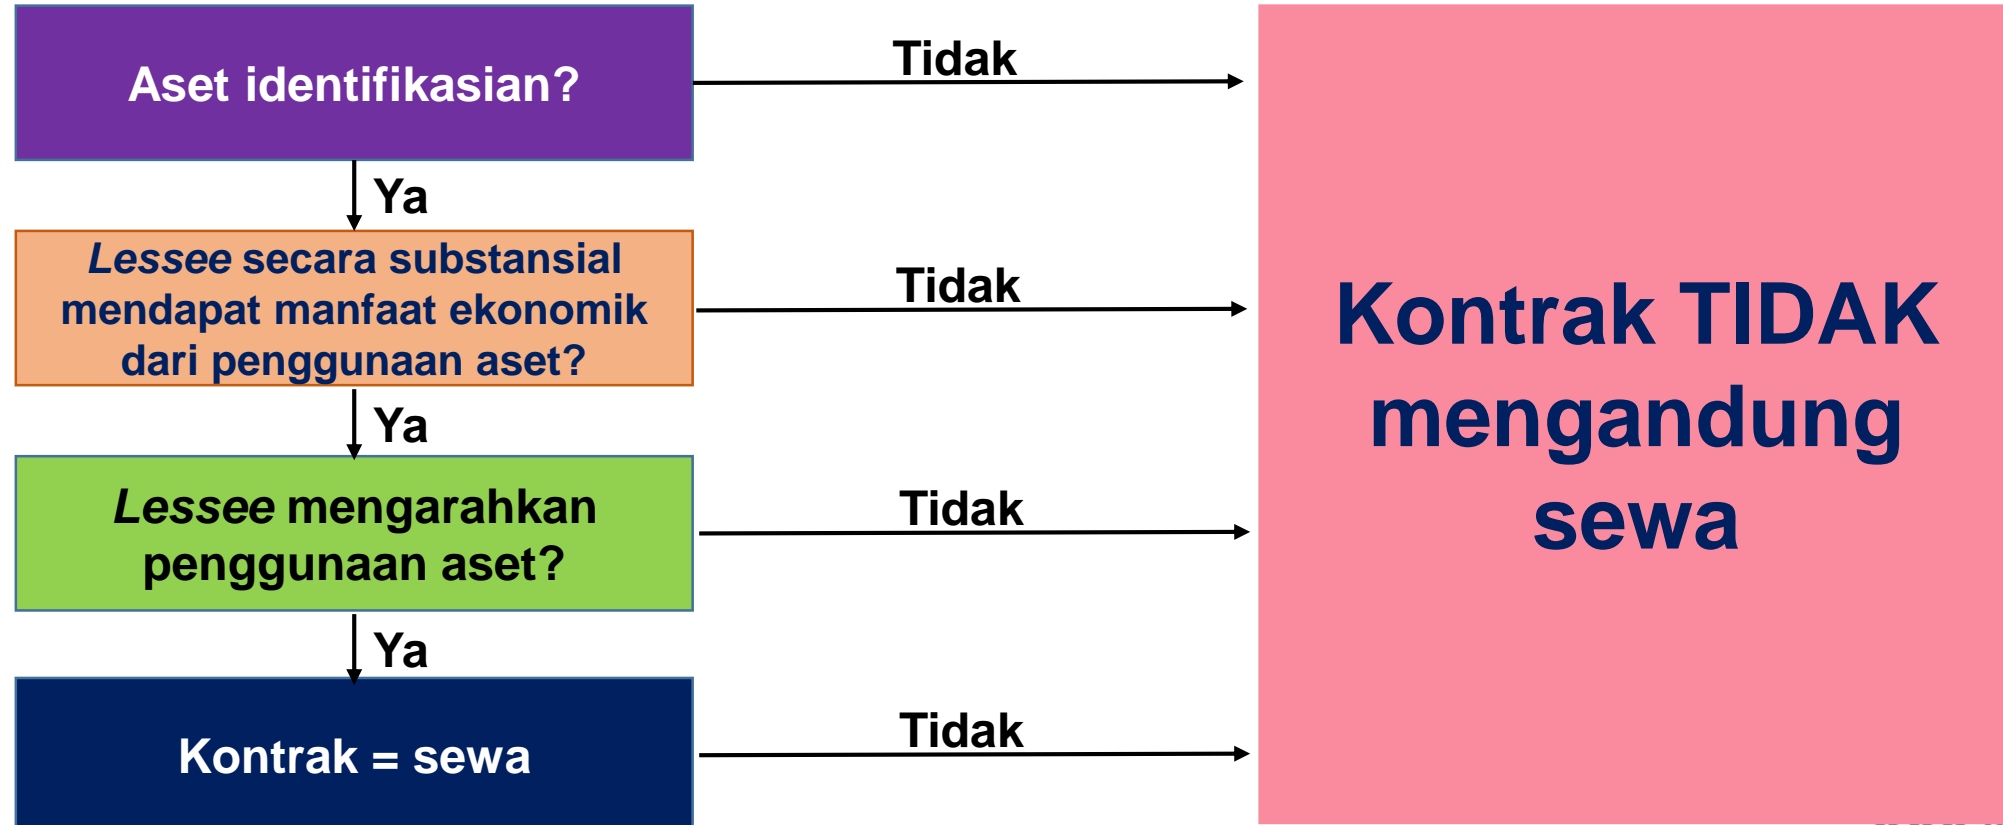 Aset identifikasian?
Tidak
Ya
Lessee secara substansial
mendapat manfaat ekonomik
dari penggunaan aset?
Tidak
Ya
Lessee mengarahkan
penggunaan aset?
Tidak
Ya
Kontrak = sewa
Tidak
Kontrak TIDAK
mengandung
sewa